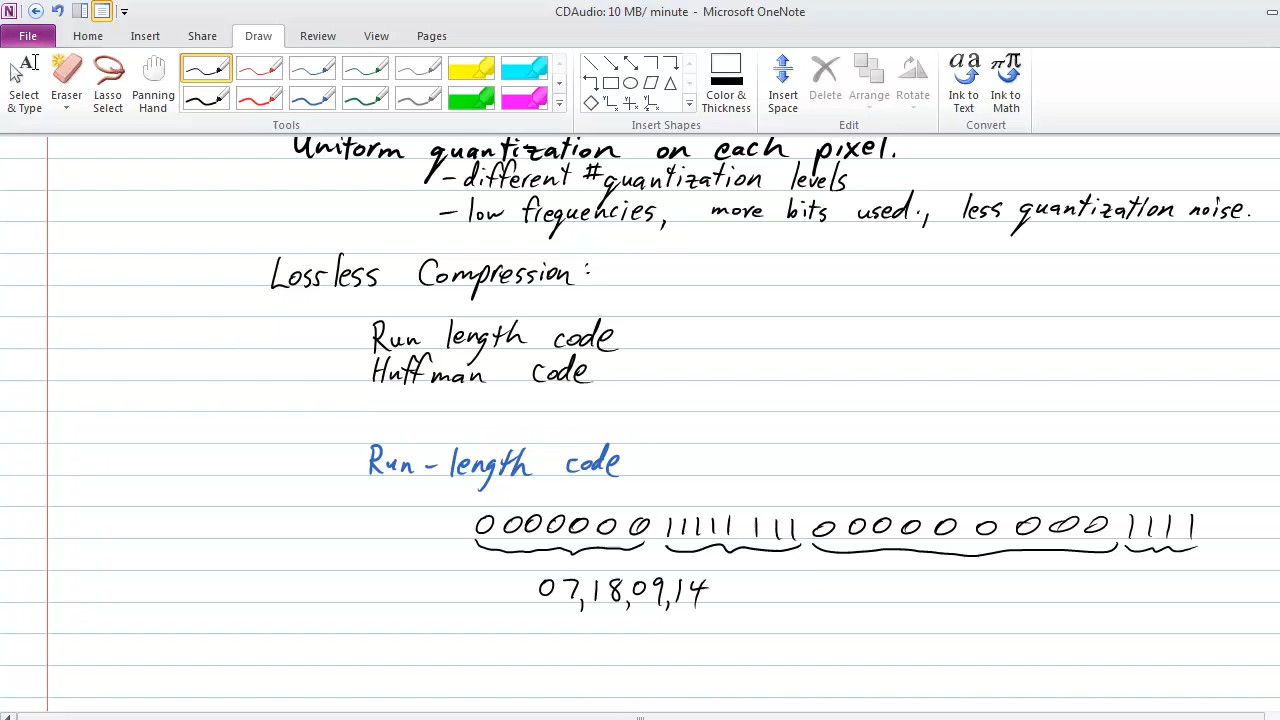 CDAudio: 10 MB/ minute - Microsoft OneNote
File Home Insert Share Draw Review View Pages
Select & Type Eraser Lasso Select Panning Hand Color & Thickness Insert Space Delete Arrange Rotate Ink to Text Ink to Math
Tools Insert Shapes Edit Convert
Uniform quantization on each pixel.
- different # quantization levels
- low frequencies, more bits used., less quantization noise.
Lossless Compression:
Run length code
Huffman code
Run-length code
0000000 11111111 000000000 1111
07,18,09,14